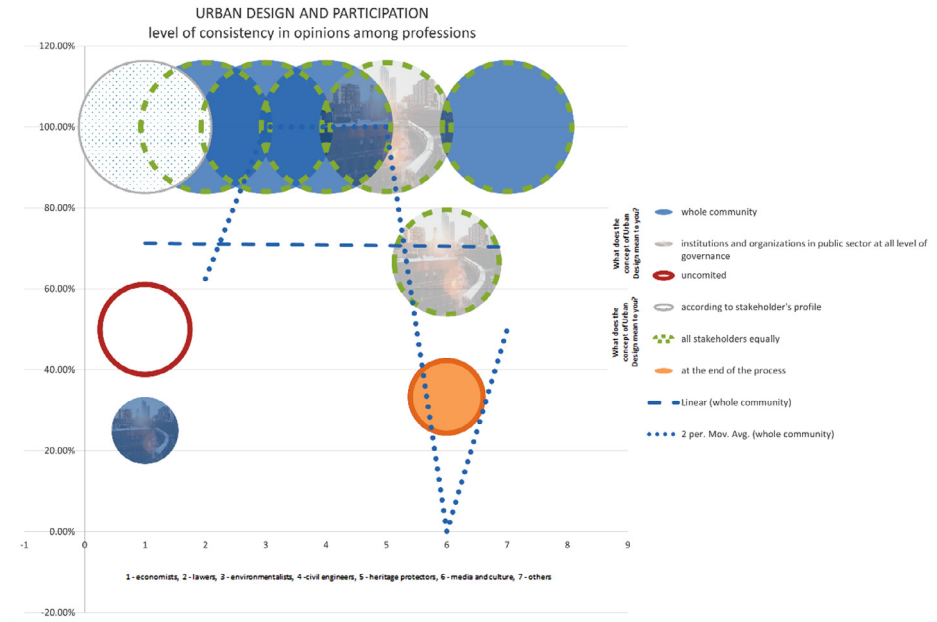 URBAN DESIGN AND PARTICIPATION
level of consistency in opinions among professions
120.00%
100.00%
80.00%
60.00%
40.00%
20.00%
0.00%
-20.00%
-1 0 1 2 3 4 5 6 7 8 9
1 - economists, 2 - lawers, 3 - environmentalists, 4 -civil engineers, 5 - heritage protectors, 6 - media and culture, 7 - others
What does the
concept of Urban
Design mean to you?
whole community
institutions and organizations in public sector at all level of
governance
uncomited
What does the
concept of Urban
Design mean to you?
according to stakeholder's profile
all stakeholders equally
at the end of the process
Linear (whole community)
2 per. Mov. Avg. (whole community)